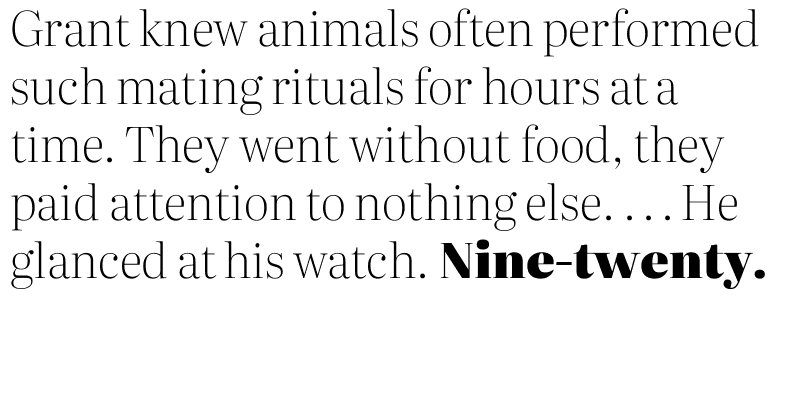 Grant knew animals often performed
such mating rituals for hours at a
time. They went without food, they
paid attention to nothing else. . . . He
glanced at his watch. Nine-twenty.